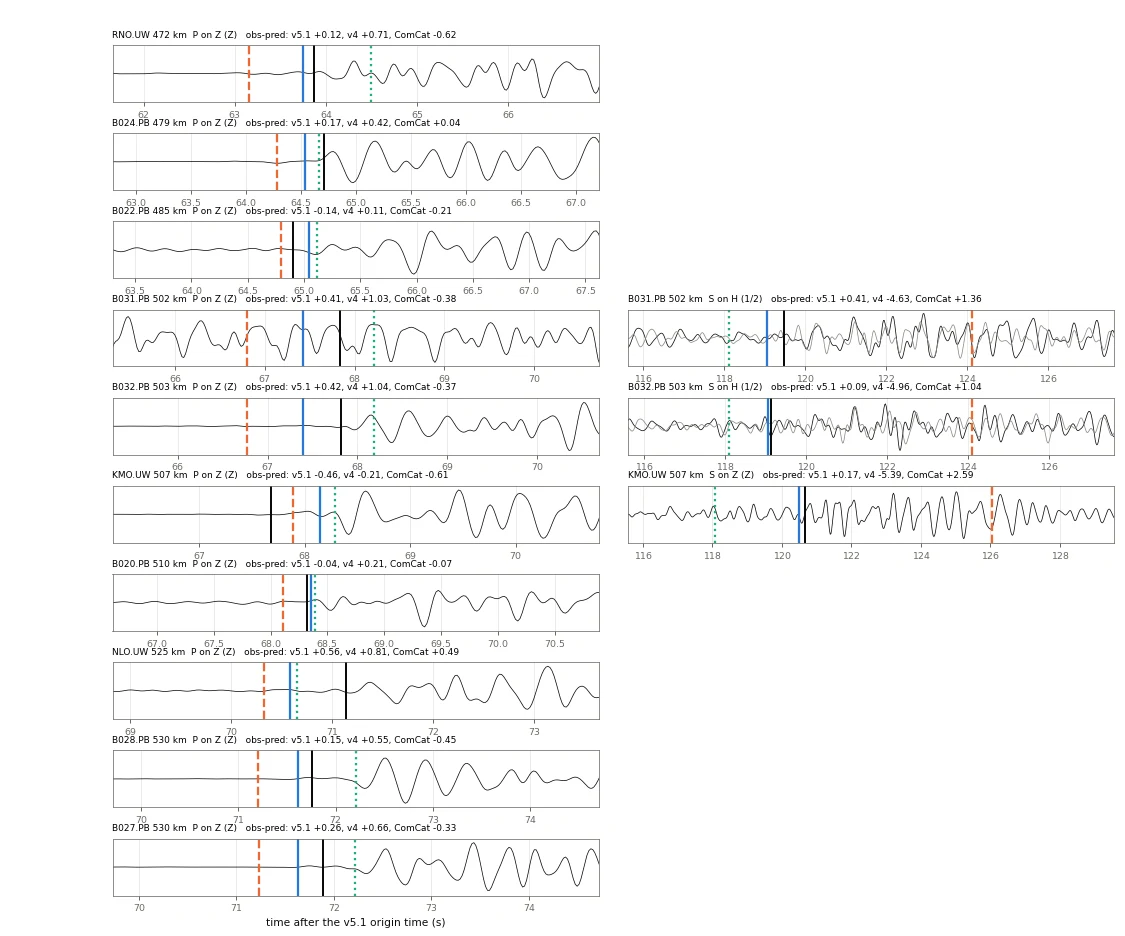 RNO.UW 472 km P on Z (Z) obs-pred: v5.1 +0.12, v4 +0.71, ComCat -0.62
62 63 64 65 66
B024.PB 479 km P on Z (Z) obs-pred: v5.1 +0.17, v4 +0.42, ComCat +0.04
63.0 63.5 64.0 64.5 65.0 65.5 66.0 66.5 67.0
B022.PB 485 km P on Z (Z) obs-pred: v5.1 -0.14, v4 +0.11, ComCat -0.21
63.5 64.0 64.5 65.0 65.5 66.0 66.5 67.0 67.5
B031.PB 502 km P on Z (Z) obs-pred: v5.1 +0.41, v4 +1.03, ComCat -0.38
66 67 68 69 70
B031.PB 502 km S on H (1/2) obs-pred: v5.1 +0.41, v4 -4.63, ComCat +1.36
116 118 120 122 124 126
B032.PB 503 km P on Z (Z) obs-pred: v5.1 +0.42, v4 +1.04, ComCat -0.37
66 67 68 69 70
B032.PB 503 km S on H (1/2) obs-pred: v5.1 +0.09, v4 -4.96, ComCat +1.04
116 118 120 122 124 126
KMO.UW 507 km P on Z (Z) obs-pred: v5.1 -0.46, v4 -0.21, ComCat -0.61
67 68 69 70
KMO.UW 507 km S on Z (Z) obs-pred: v5.1 +0.17, v4 -5.39, ComCat +2.59
116 118 120 122 124 126 128
B020.PB 510 km P on Z (Z) obs-pred: v5.1 -0.04, v4 +0.21, ComCat -0.07
67.0 67.5 68.0 68.5 69.0 69.5 70.0 70.5
NLO.UW 525 km P on Z (Z) obs-pred: v5.1 +0.56, v4 +0.81, ComCat +0.49
69 70 71 72 73
B028.PB 530 km P on Z (Z) obs-pred: v5.1 +0.15, v4 +0.55, ComCat -0.45
70 71 72 73 74
B027.PB 530 km P on Z (Z) obs-pred: v5.1 +0.26, v4 +0.66, ComCat -0.33
70 71 72 73 74
time after the v5.1 origin time (s)